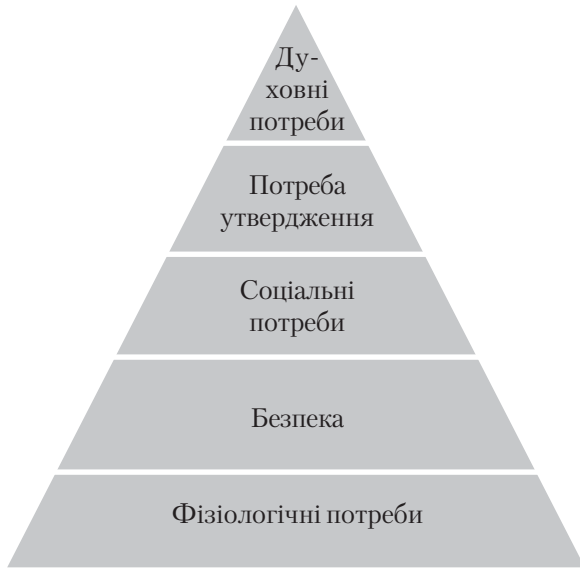 Ду-
ховні
потреби
Потреба
утвердження
Соціальні
потреби
Безпека
Фізіологічні потреби